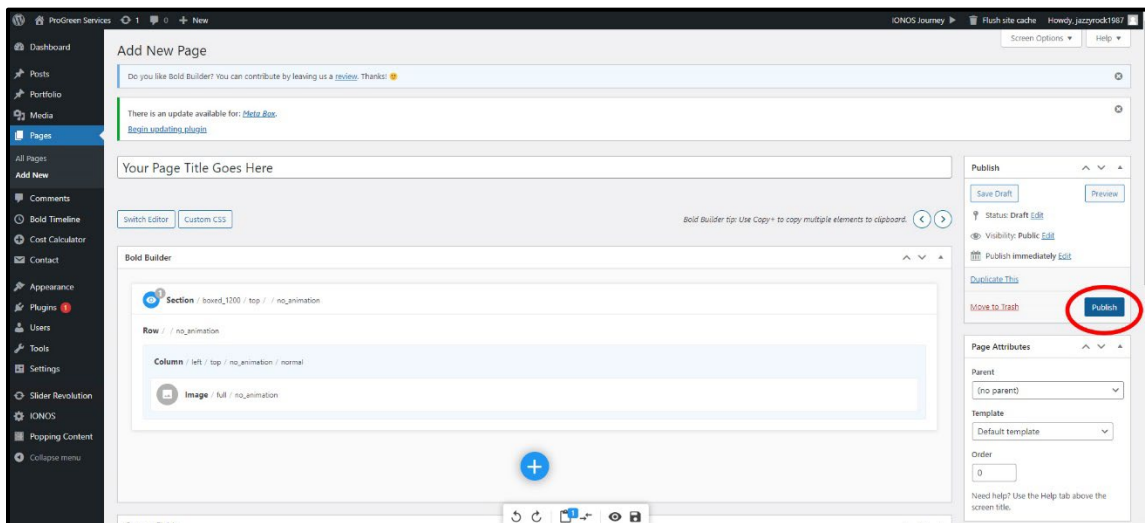 ProGreen Services 1 0 + New IONOS Journey Flush site cache Howdy, jazzyrock1987
Screen Options Help
Dashboard
Posts
Portfolio
Media
Pages
All Pages
Add New
Comments
Bold Timeline
Cost Calculator
Contact
Appearance
Plugins 1
Users
Tools
Settings
Slider Revolution
IONOS
Popping Content
Collapse menu
Add New Page
Do you like Bold Builder? You can contribute by leaving us a review. Thanks! 🙂
There is an update available for: Meta Box.
Begin updating plugin
Your Page Title Goes Here
Switch Editor Custom CSS Bold Builder tip: Use Copy+ to copy multiple elements to clipboard.
Bold Builder
1
Section / boxed_1200 / top / / no_animation
Row / / no_animation
Column / left / top / no_animation / normal
Image / full / no_animation
+
1
Publish
Save Draft Preview
Status: Draft Edit
Visibility: Public Edit
Publish immediately Edit
Duplicate This
Move to Trash Publish
Page Attributes
Parent
(no parent)
Template
Default template
Order
0
Need help? Use the Help tab above the
screen title.